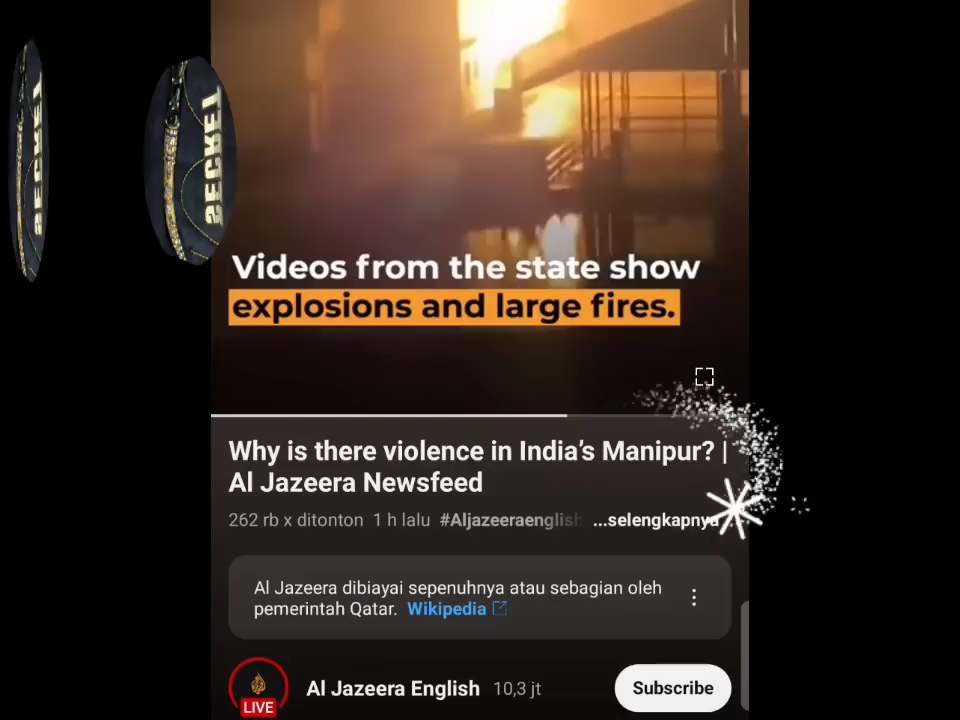 SECRET
SECRET
Videos from the state show
explosions and large fires.
Why is there violence in India's Manipur? |
Al Jazeera Newsfeed
262 rb x ditonton 1 h lalu #Aljazeeraenglish ...selengkapnya
Al Jazeera dibiayai sepenuhnya atau sebagian oleh
pemerintah Qatar. Wikipedia
Al Jazeera English 10,3 jt
Subscribe
LIVE